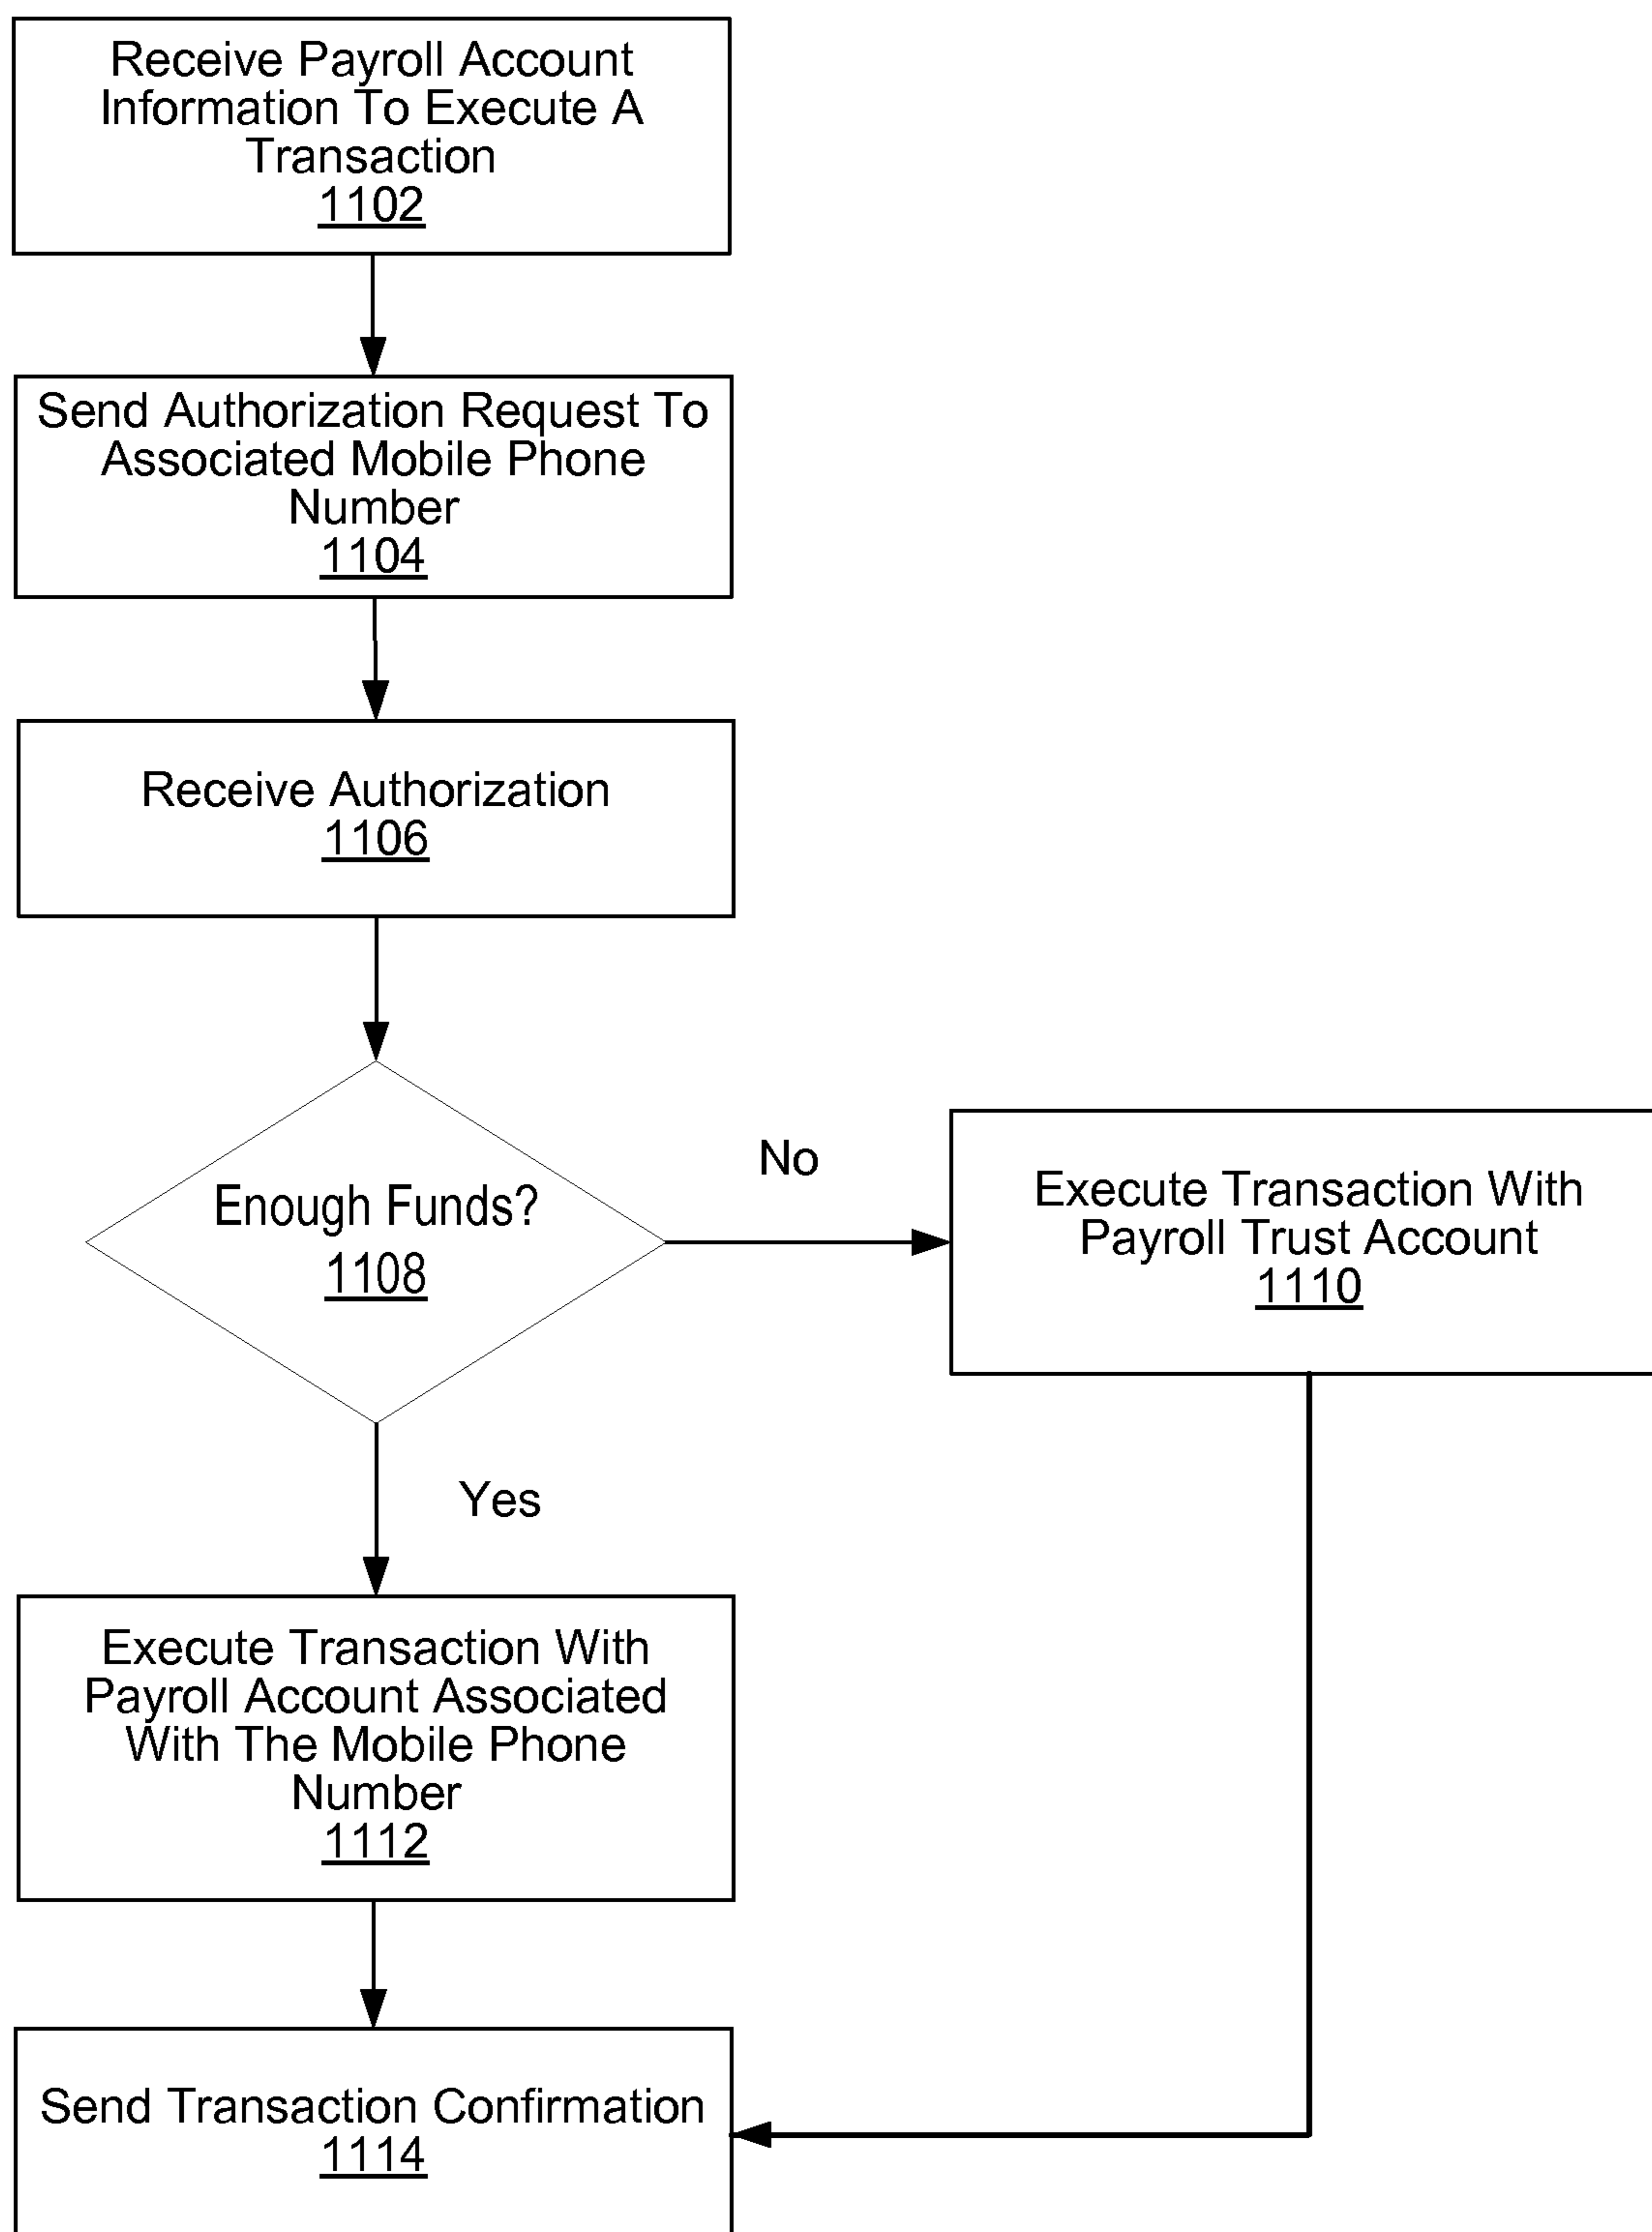 Receive Payroll Account
Information To Execute A
Transaction
1102
Send Authorization Request To
Associated Mobile Phone
Number
1104
Receive Authorization
1106
Enough Funds?
1108
No
Execute Transaction With
Payroll Trust Account
1110
Yes
Execute Transaction With
Payroll Account Associated
With The Mobile Phone
Number
1112
Send Transaction Confirmation
1114